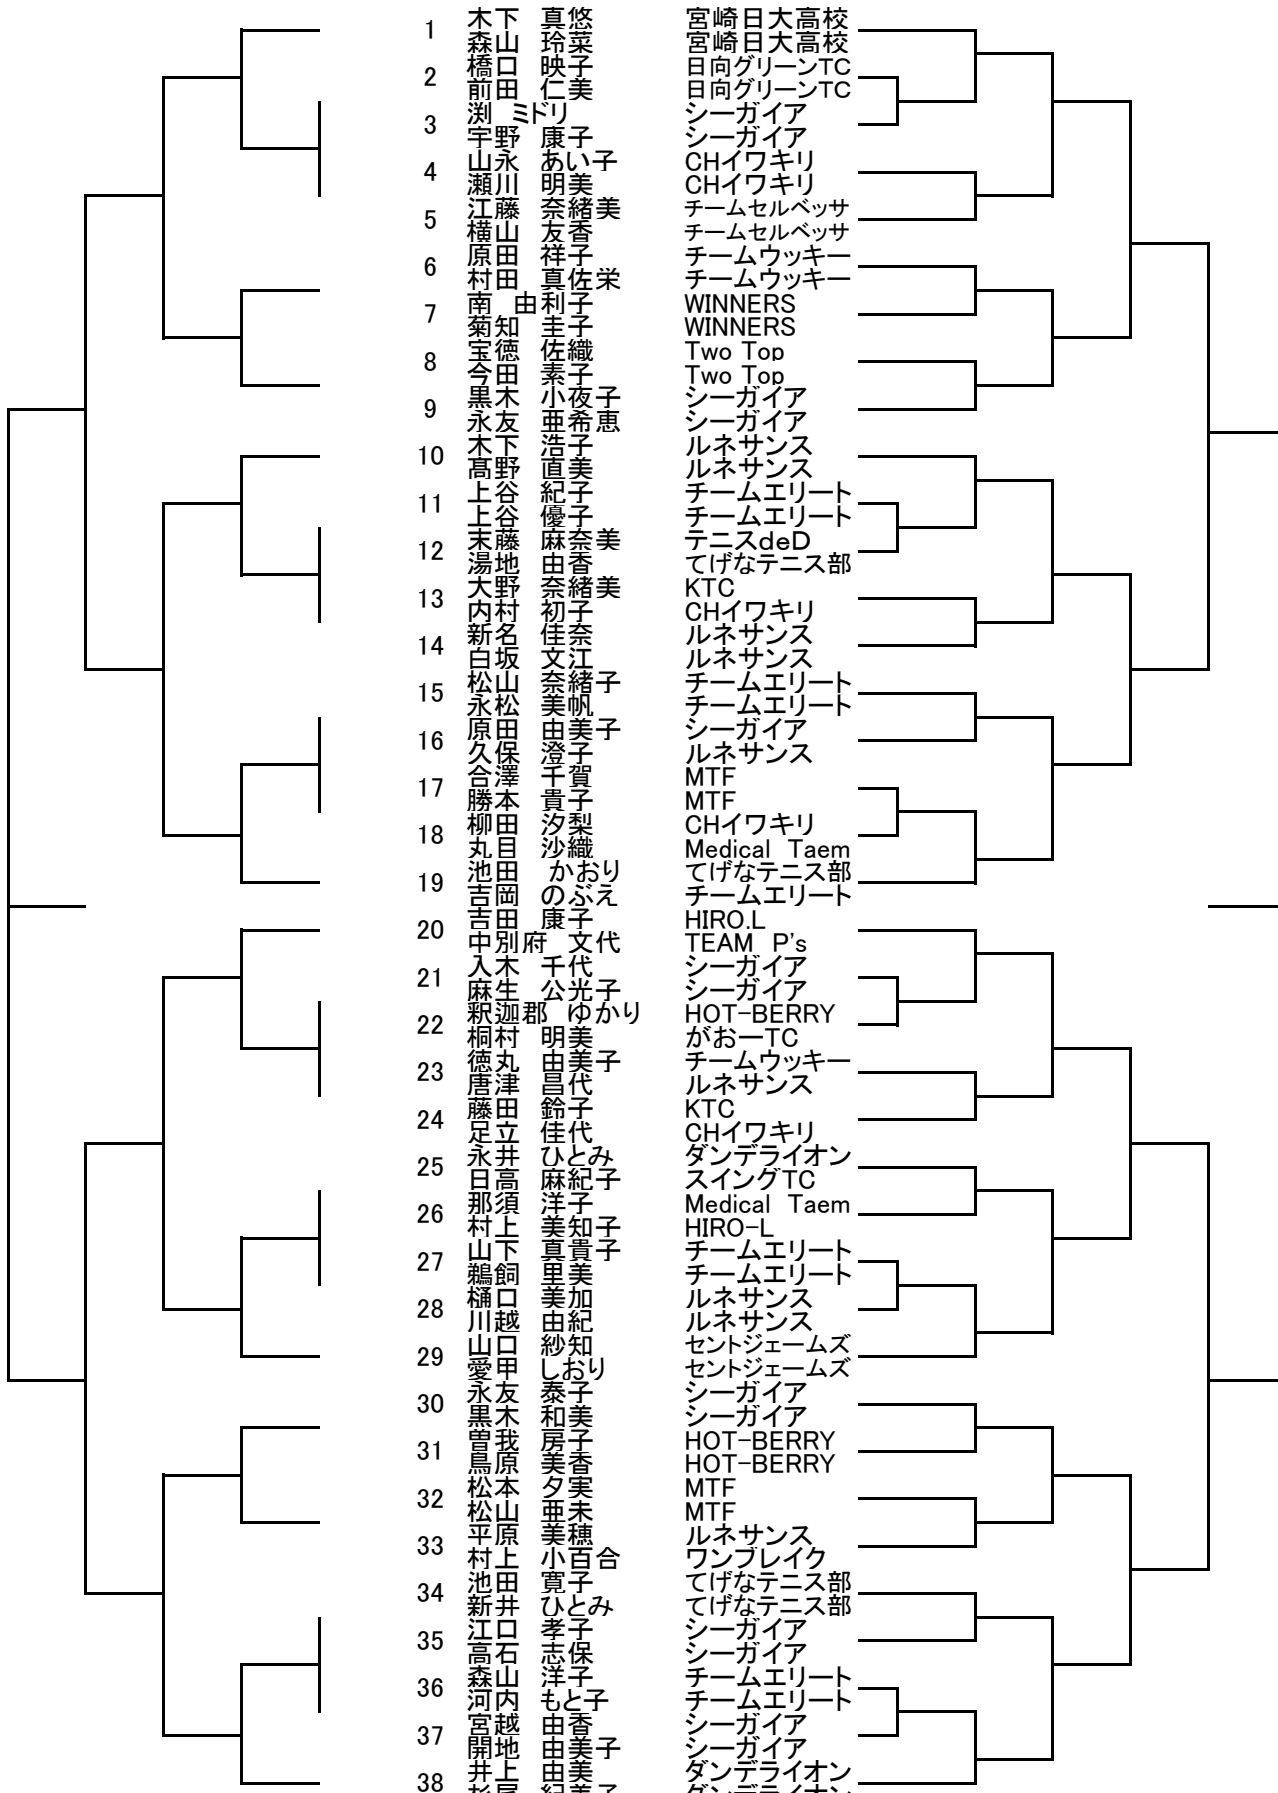 1 木下 真悠 宮崎日大高校
森山 玲菜 宮崎日大高校
2 橋口 映子 日向グリーンTC
前田 仁美 日向グリーンTC
3 渕 ミドリ シーガイア
宇野 康子 シーガイア
4 山永 あい子 CHイワキリ
瀬川 明美 CHイワキリ
5 江藤 奈緒美 チームセルベッサ
横山 友香 チームセルベッサ
6 原田 祥子 チームウッキー
村田 真佐栄 チームウッキー
7 南 由利子 WINNERS
菊知 圭子 WINNERS
8 宝徳 佐織 Two Top
今田 素子 Two Top
9 黒木 小夜子 シーガイア
永友 亜希恵 シーガイア
10 木下 浩子 ルネサンス
髙野 直美 ルネサンス
11 上谷 紀子 チームエリート
上谷 優子 チームエリート
12 末藤 麻奈美 テニスdeD
湯地 由香 てげなテニス部
13 大野 奈緒美 KTC
内村 初子 CHイワキリ
14 新名 佳奈 ルネサンス
白坂 文江 ルネサンス
15 松山 奈緒子 チームエリート
永松 美帆 チームエリート
16 原田 由美子 シーガイア
久保 澄子 ルネサンス
17 合澤 千賀 MTF
勝本 貴子 MTF
18 柳田 汐梨 CHイワキリ
丸目 沙織 Medical Taem
19 池田 かおり てげなテニス部
吉岡 のぶえ チームエリート
20 吉田 康子 HIRO.L
中別府 文代 TEAM P's
21 入木 千代 シーガイア
麻生 公光子 シーガイア
22 釈迦郡 ゆかり HOT-BERRY
桐村 明美 がおーTC
23 徳丸 由美子 チームウッキー
唐津 昌代 ルネサンス
24 藤田 鈴子 KTC
足立 佳代 CHイワキリ
25 永井 ひとみ ダンデライオン
日高 麻紀子 スイングTC
26 那須 洋子 Medical Taem
村上 美知子 HIRO-L
27 山下 真貴子 チームエリート
鵜飼 里美 チームエリート
28 樋口 美加 ルネサンス
川越 由紀 ルネサンス
29 山口 紗知 セントジェームズ
愛甲 しおり セントジェームズ
30 永友 泰子 シーガイア
黒木 和美 シーガイア
31 曽我 房子 HOT-BERRY
鳥原 美香 HOT-BERRY
32 松本 夕実 MTF
松山 亜未 MTF
33 平原 美穂 ルネサンス
村上 小百合 ワンブレイク
34 池田 寛子 てげなテニス部
新井 ひとみ てげなテニス部
35 江口 孝子 シーガイア
高石 志保 シーガイア
36 森山 洋子 チームエリート
河内 もと子 チームエリート
37 宮越 由香 シーガイア
開地 由美子 シーガイア
38 井上 由美 ダンデライオン